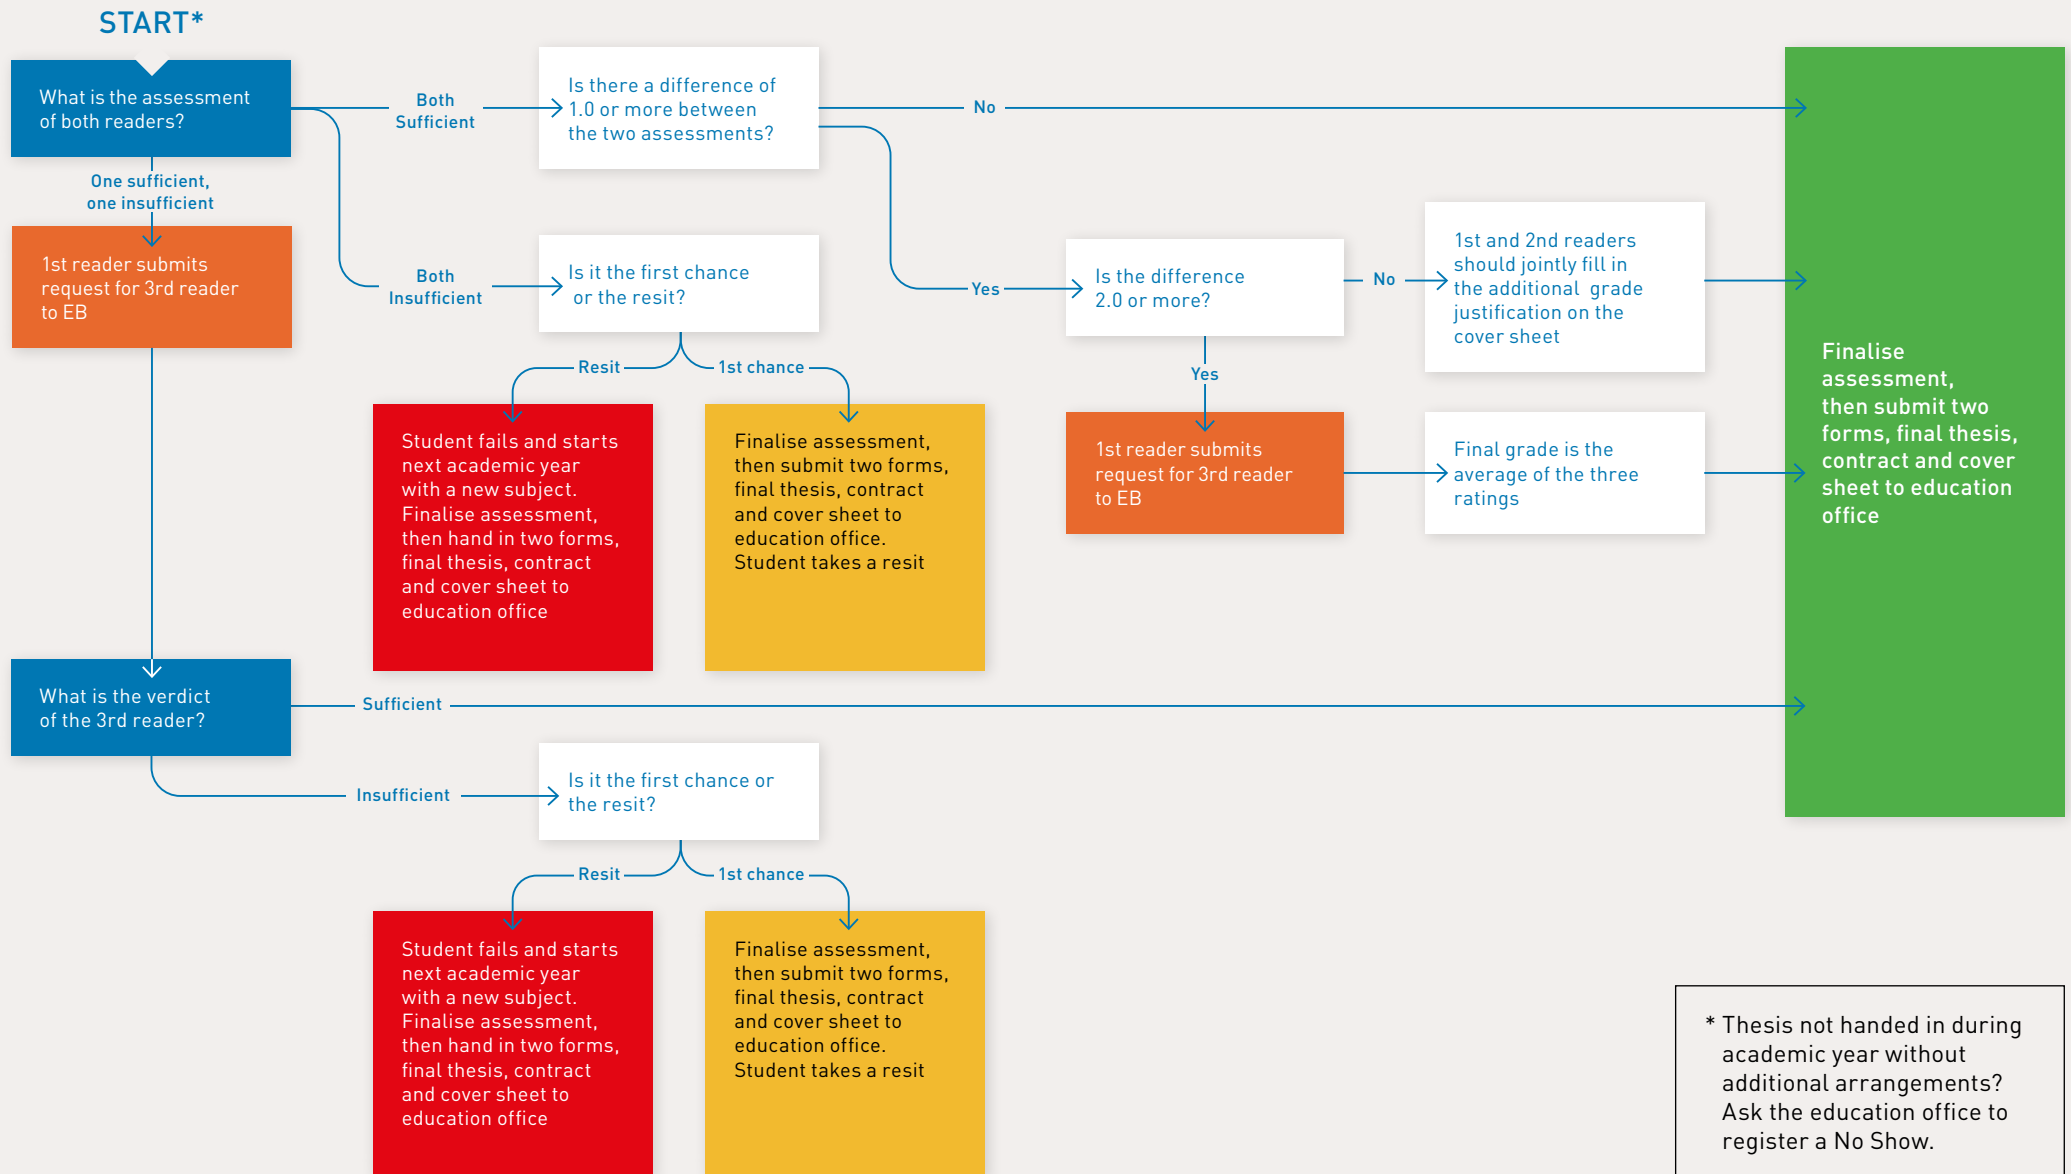 START*
What is the assessment
of both readers?
Both
Sufficient
Is there a difference of
1.0 or more between
the two assessments?
No
One sufficient,
one insufficient
1st reader submits
request for 3rd reader
to EB
Both
Insufficient
Is it the first chance
or the resit?
Yes
Is the difference
2.0 or more?
No
1st and 2nd readers
should jointly fill in
the additional grade
justification on the
cover sheet
Resit
1st chance
Yes
Student fails and starts
next academic year
with a new subject.
Finalise assessment,
then hand in two forms,
final thesis, contract
and cover sheet to
education office
Finalise assessment,
then submit two forms,
final thesis, contract
and cover sheet to
education office.
Student takes a resit
1st reader submits
request for 3rd reader
to EB
Final grade is the
average of the three
ratings
Finalise
assessment,
then submit two
forms, final thesis,
contract and cover
sheet to education
office
What is the verdict
of the 3rd reader?
Sufficient
Insufficient
Is it the first chance or
the resit?
Resit
1st chance
Student fails and starts
next academic year
with a new subject.
Finalise assessment,
then hand in two forms,
final thesis, contract
and cover sheet to
education office
Finalise assessment,
then submit two forms,
final thesis, contract
and cover sheet to
education office.
Student takes a resit
* Thesis not handed in during
academic year without
additional arrangements?
Ask the education office to
register a No Show.